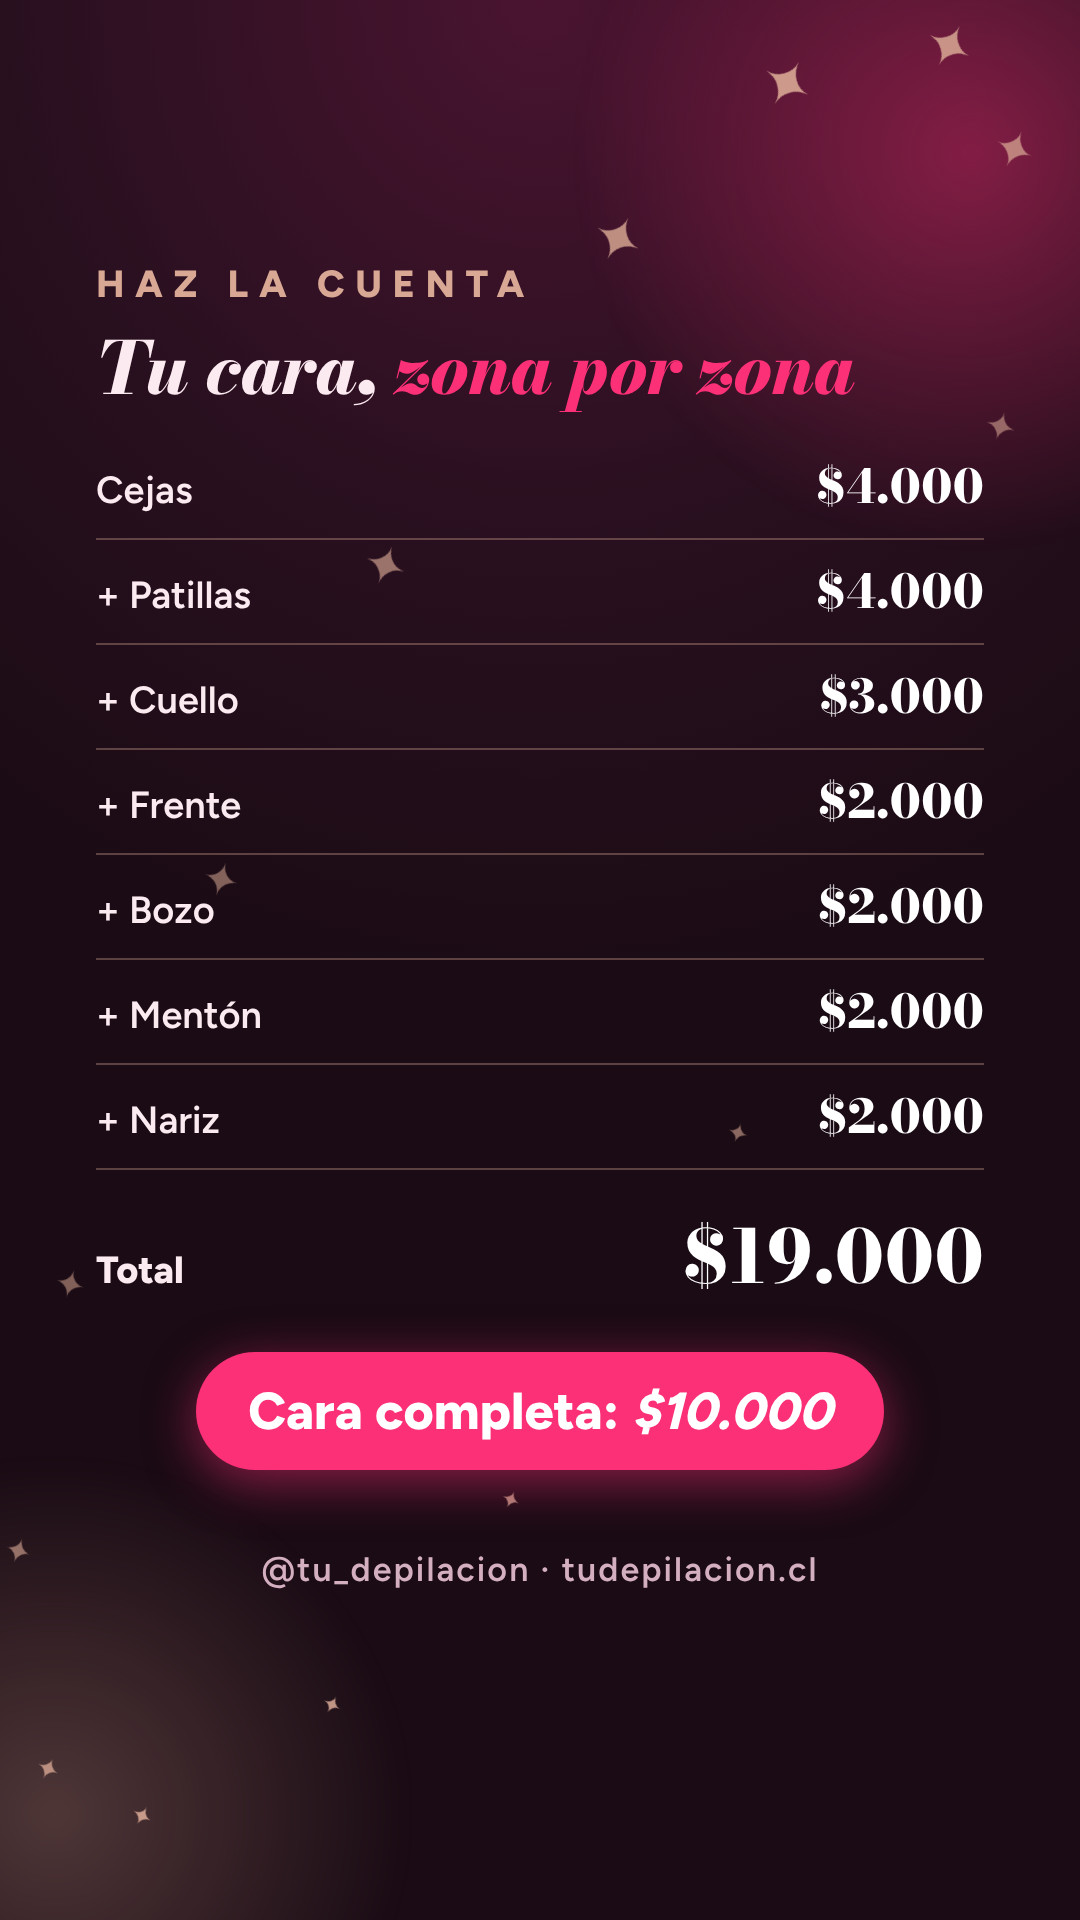 HAZ LA CUENTA
Tu cara, zona por zona
Cejas $4.000
+ Patillas $4.000
+ Cuello $3.000
+ Frente $2.000
+ Bozo $2.000
+ Mentón $2.000
+ Nariz $2.000
Total $19.000
Cara completa: $10.000
@tu_depilacion · tudepilacion.cl